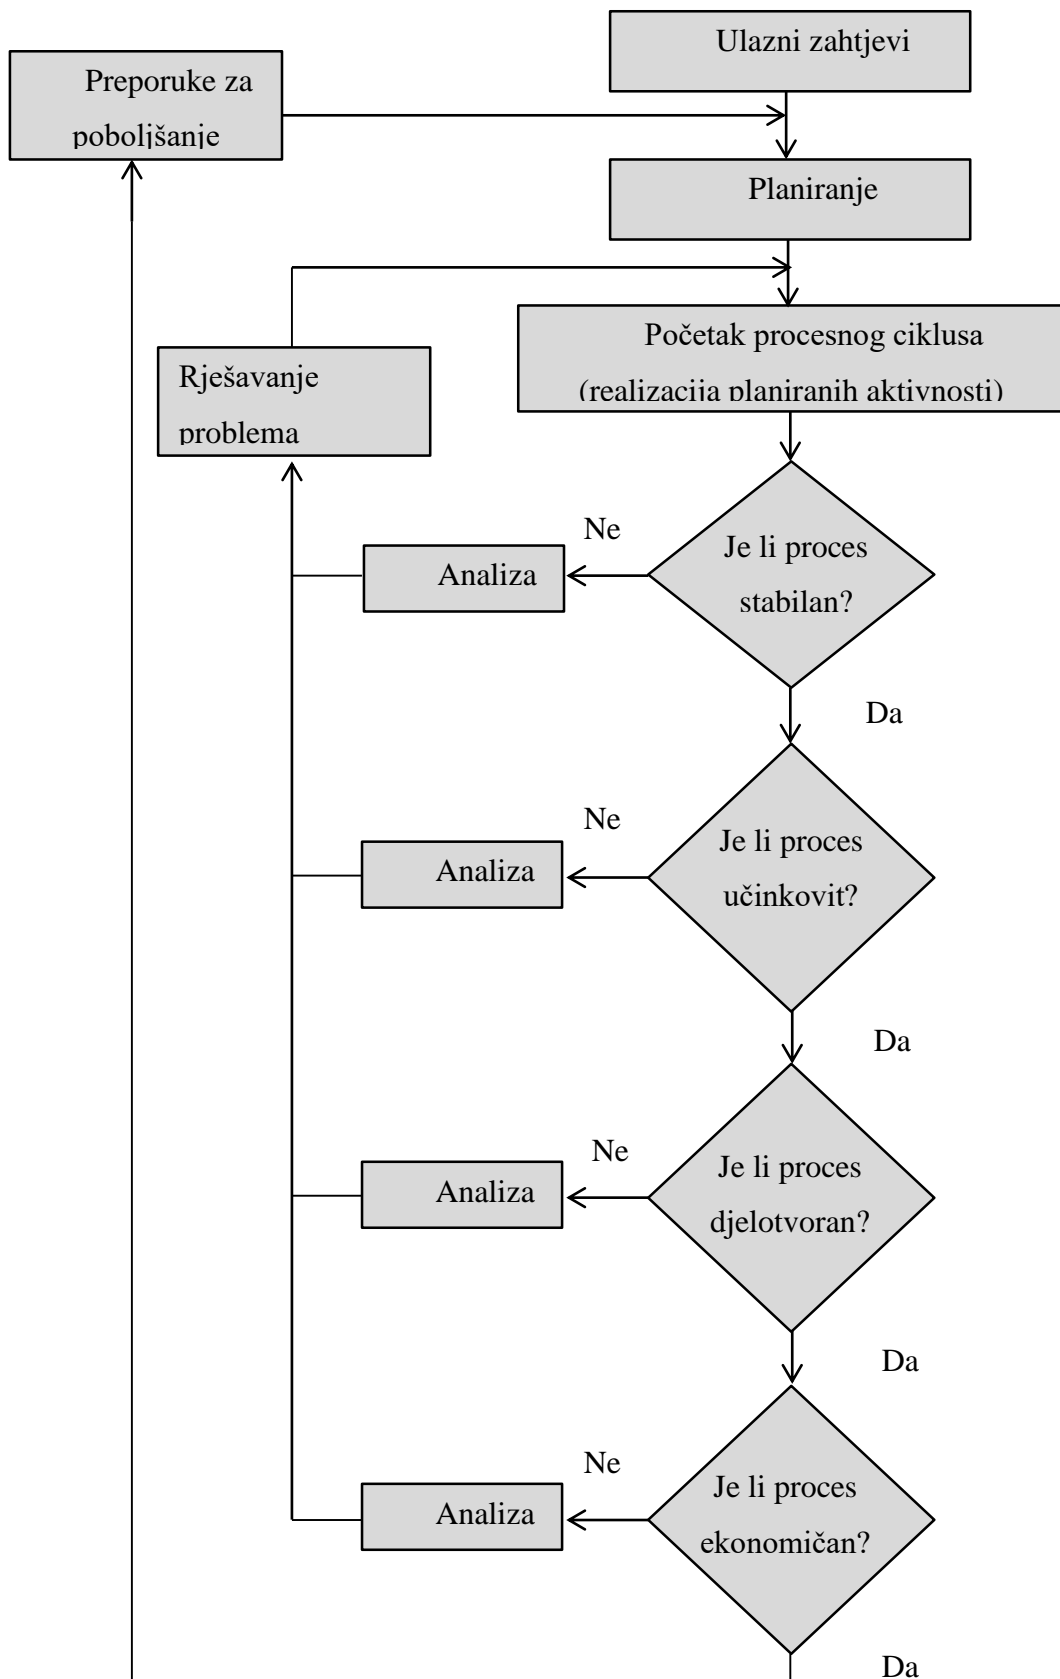 Ulazni zahtjevi
Preporuke za
poboljšanje
Planiranje
Početak procesnog ciklusa
(realizacija planiranih aktivnosti)
Rješavanje
problema
Ne
Analiza
Je li proces
stabilan?
Da
Ne
Analiza
Je li proces
učinkovit?
Da
Ne
Analiza
Je li proces
djelotvoran?
Da
Ne
Analiza
Je li proces
ekonomičan?
Da